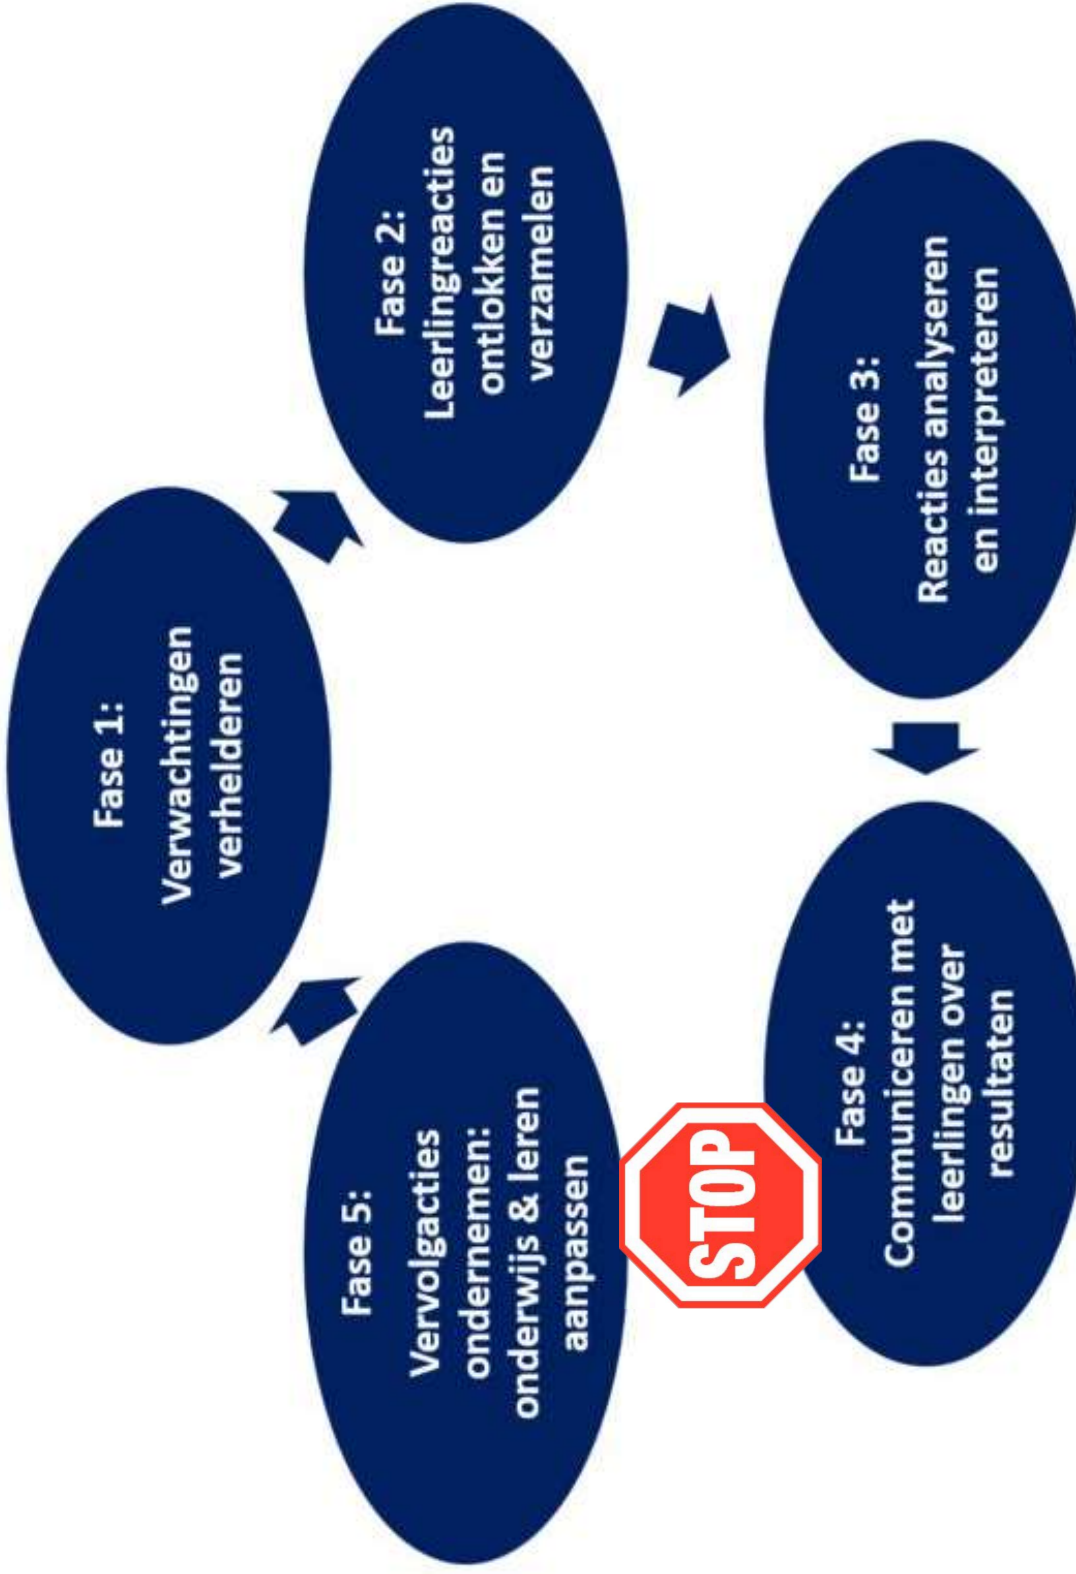 Fase 1:
Verwachtingen
verhelderen
Fase 2:
Leerlingreacties
ontlokken en
verzamelen
Fase 3:
Reacties analyseren
en interpreteren
Fase 4:
Communiceren met
leerlingen over
resultaten
STOP
Fase 5:
Vervolgacties
ondernemen:
onderwijs & leren
aanpassen